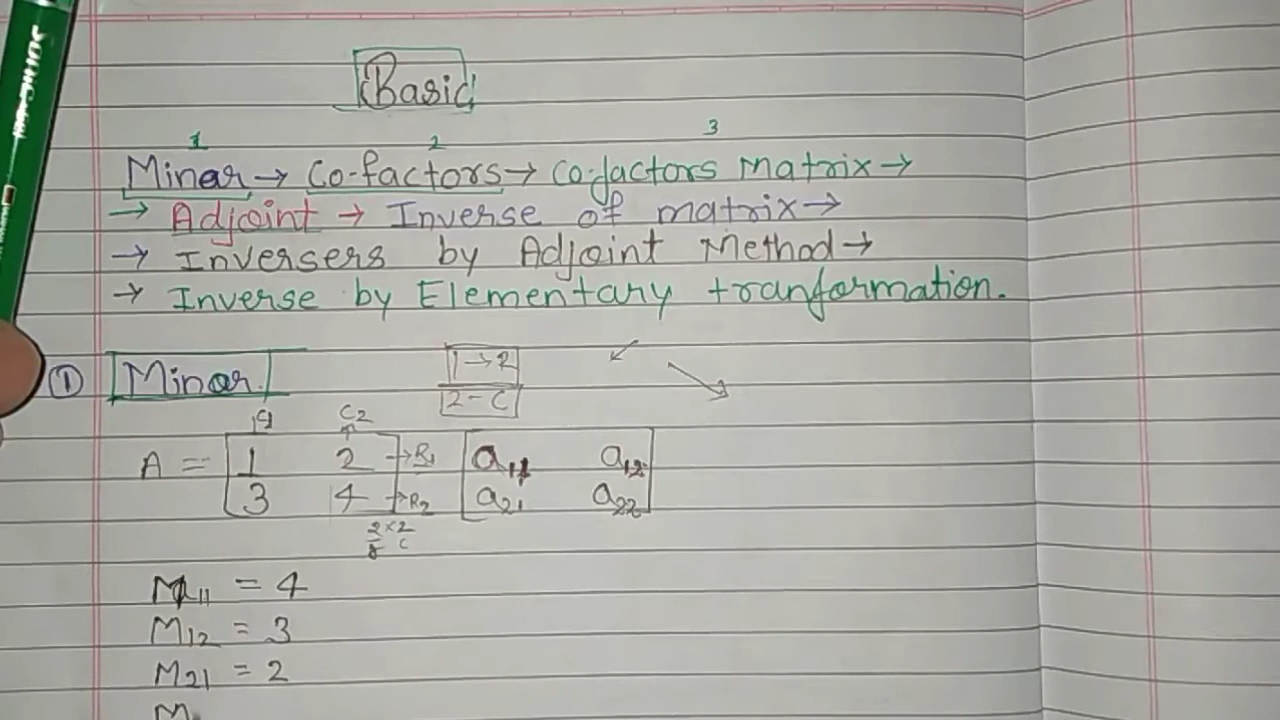 Basic
1 2 3
Minar → Co-factors → Co-factors Matrix →
→ Adjoint → Inverse of matrix →
→ Inversers by Adjoint Method →
→ Inverse by Elementary tranformation.
① Minor
1 → R
2 - C
C1 C2
A = [1 2 → R1 [a11 a12
3 4] → R2 a21 a22]
2×2
r c
M11 = 4
M12 = 3
M21 = 2
M